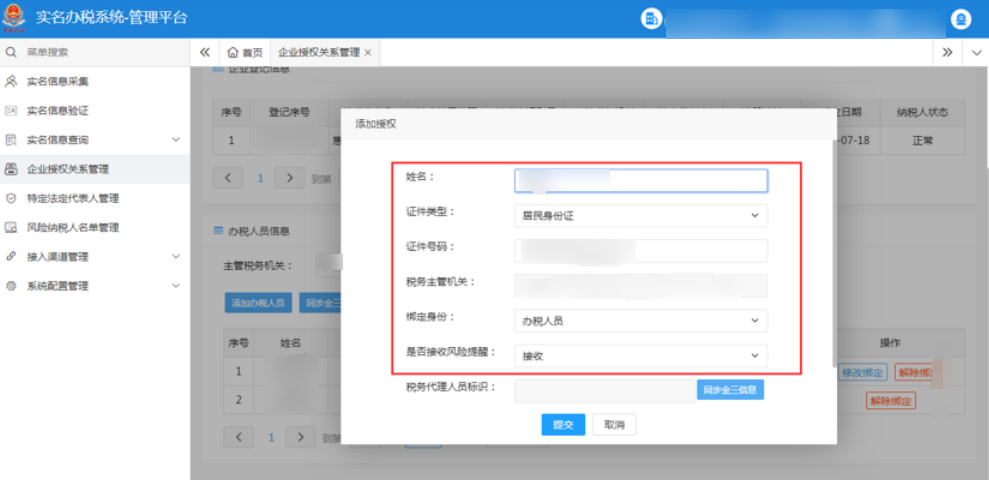 实名办税系统-管理平台
菜单搜索
首页
企业授权关系管理
实名信息采集
实名信息验证
实名信息查询
企业授权关系管理
特定法定代表人管理
风险纳税人名单管理
接入渠道管理
系统配置管理
企业登记信息
序号 登记序号 日期 纳税人状态
1 -07-18 正常
1 到第
办税人员信息
主管税务机关：
添加办税人员 同步金三
序号 姓名 操作
1 修改绑定 解除绑
2 解除绑定
1 到第
添加授权
姓名：
证件类型： 居民身份证
证件号码：
税务主管机关：
绑定身份： 办税人员
是否接收风险提醒： 接收
税务代理人员标识： 同步金三信息
提交 取消